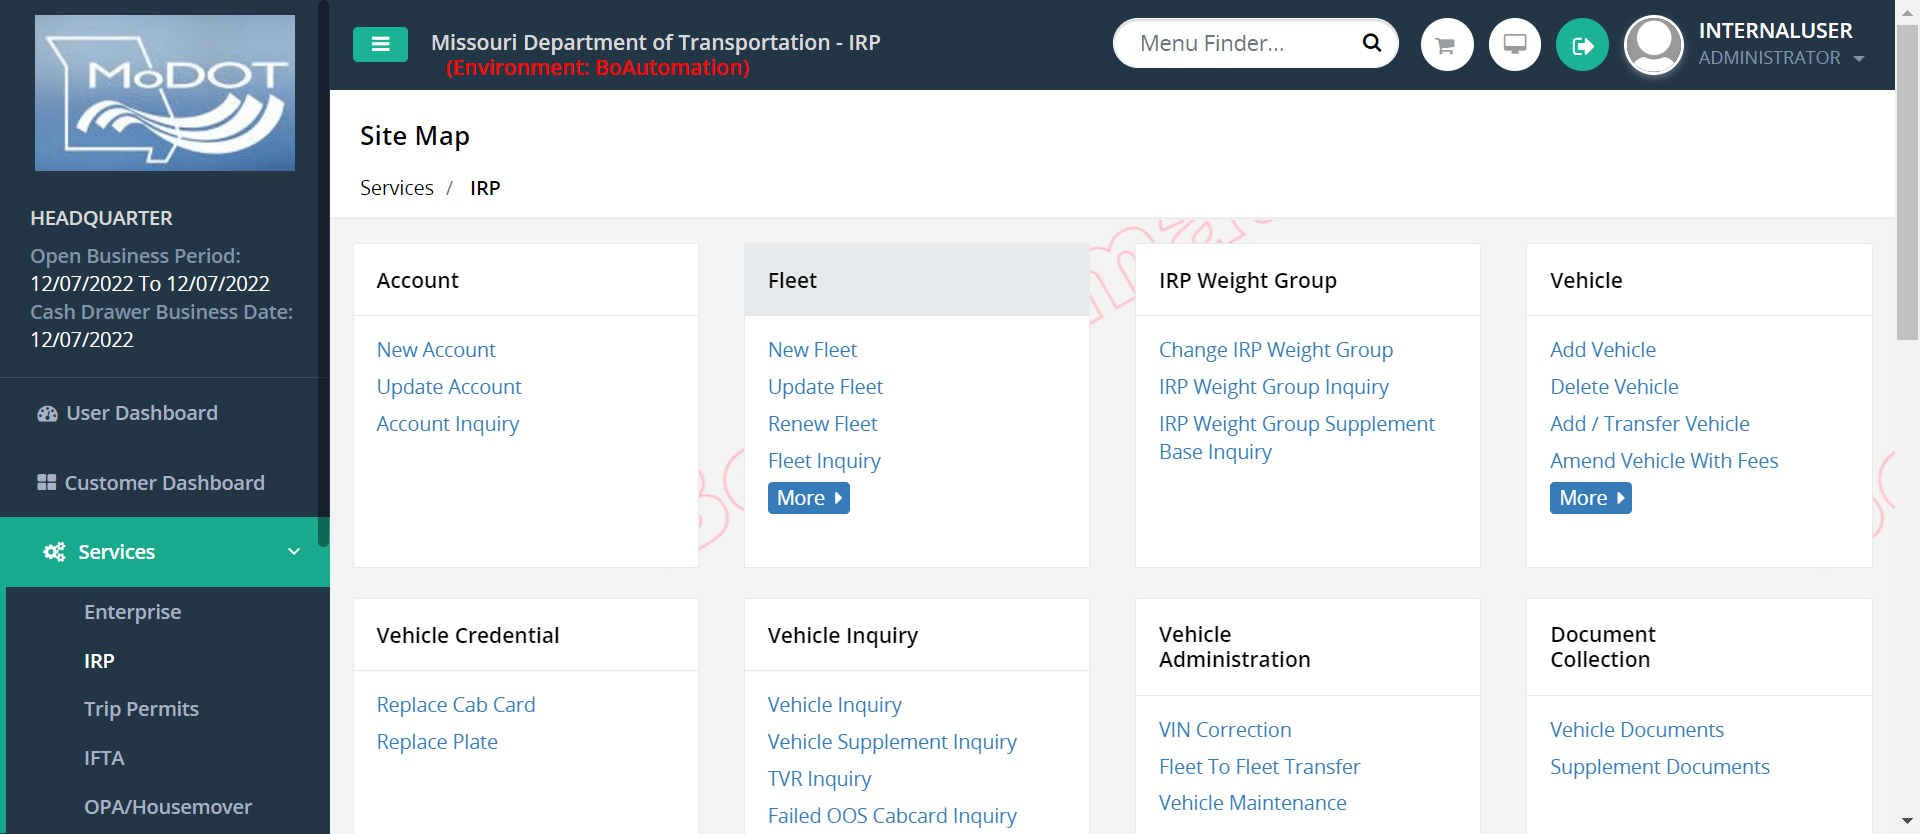 MoDOT
HEADQUARTER
Open Business Period:
12/07/2022 To 12/07/2022
Cash Drawer Business Date:
12/07/2022
User Dashboard
Customer Dashboard
Services
Enterprise
IRP
Trip Permits
IFTA
OPA/Housemover
Missouri Department of Transportation - IRP
(Environment: BoAutomation)
Menu Finder...
INTERNALUSER
ADMINISTRATOR
Site Map
Services / IRP
Account
New Account
Update Account
Account Inquiry
Fleet
New Fleet
Update Fleet
Renew Fleet
Fleet Inquiry
More
IRP Weight Group
Change IRP Weight Group
IRP Weight Group Inquiry
IRP Weight Group Supplement
Base Inquiry
Vehicle
Add Vehicle
Delete Vehicle
Add / Transfer Vehicle
Amend Vehicle With Fees
More
Vehicle Credential
Replace Cab Card
Replace Plate
Vehicle Inquiry
Vehicle Inquiry
Vehicle Supplement Inquiry
TVR Inquiry
Failed OOS Cabcard Inquiry
Vehicle
Administration
VIN Correction
Fleet To Fleet Transfer
Vehicle Maintenance
Document
Collection
Vehicle Documents
Supplement Documents